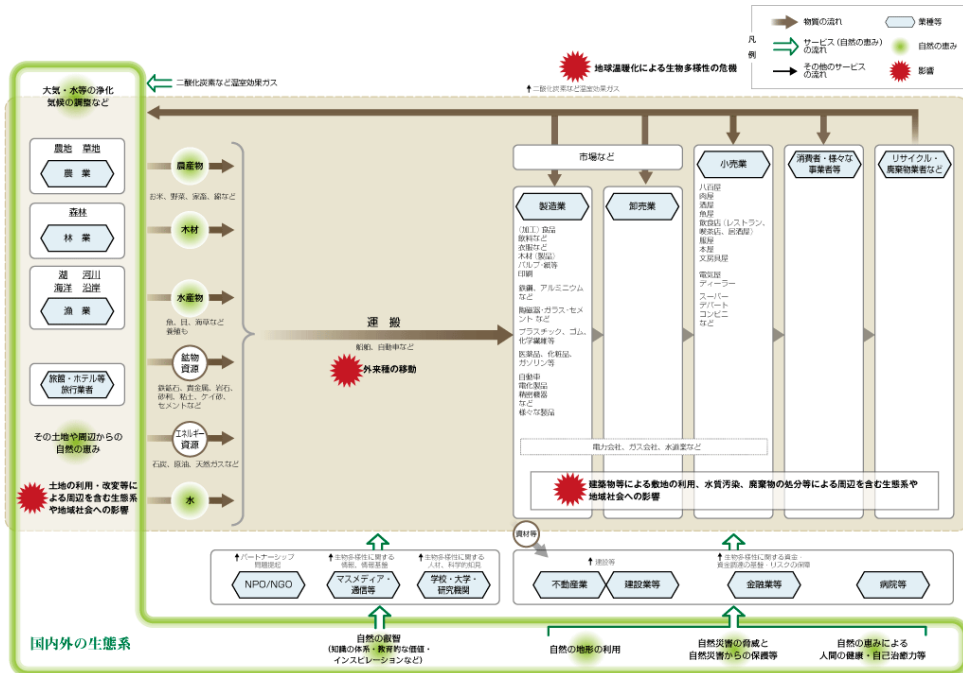 凡
例
物質の流れ
業種等
サービス(自然の恵み)
の流れ
自然の恵み
その他のサービス
の流れ
影響
大気・水等の浄化
気候の調整など
二酸化炭素など温室効果ガス
地球温暖化による生物多様性の危機
二酸化炭素など温室効果ガス
農地 草地
農 業
森林
林 業
湖 河川
海洋 沿岸
漁 業
旅館・ホテル等
旅行業者
その土地や周辺からの
自然の恵み
土地の利用・改変等に
よる周辺を含む生態系
や地域社会への影響
農産物
お米、野菜、家畜、綿など
木材
水産物
魚、貝、海草など
養殖も
鉱物
資源
鉄鉱石、貴金属、岩石、
砂利、粘土、ケイ砂、
セメントなど
エネルギー
資源
石炭、原油、天然ガスなど
水
運 搬
船舶、自動車など
外来種の移動
市場など
製造業
(加工)食品
飲料など
衣服など
木材(製品)
パルプ・紙等
印刷
鉄鋼、アルミニウム
など
陶磁器・ガラス・セメ
ント など
プラスチック、ゴム、
化学繊維等
医薬品、化粧品、
ガソリン等
自動車
電化製品
精密機器
など
様々な製品
卸売業
小売業
八百屋
肉屋
酒屋
魚屋
飲食店(レストラン、
喫茶店、居酒屋)
服屋
本屋
文房具屋
電気屋
ディーラー
スーパー
デパート
コンビニ
など
消費者・様々な
事業者等
リサイクル・
廃棄物業者など
電力会社、ガス会社、水道業など
建築物等による敷地の利用、水質汚染、廃棄物の処分等による周辺を含む生態系や
地域社会への影響
資材等
パートナーシップ
問題提起
NPO/NGO
生物多様性に関する
情報、情報基盤
マスメディア・
通信等
生物多様性に関する
人材、科学的知見
学校・大学・
研究機関
建設等
不動産業
建設業等
生物多様性に関する資金・
資金調達の基盤・リスクの保障
金融業等
病院等
国内外の生態系
自然の叡智
(知識の体系・教育的な価値・
インスピレーションなど)
自然の地形の利用
自然災害の脅威と
自然災害からの保護等
自然の恵みによる
人間の健康・自己治癒力等